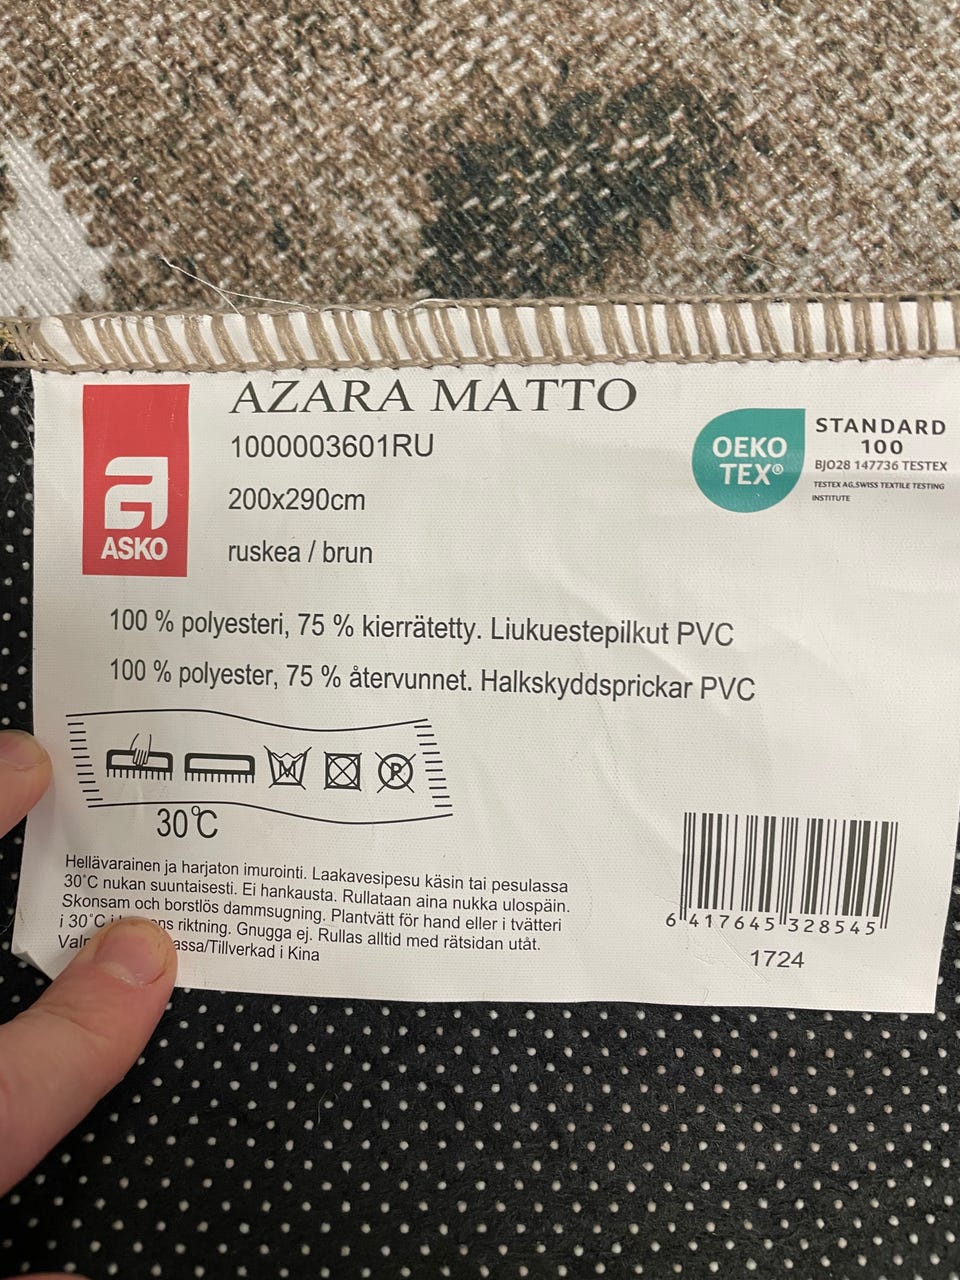 AZARA MATTO
1000003601RU
200x290cm
ruskea / brun
ASKO
OEKO
TEX®
STANDARD
100
BJ028 147736 TESTEX
TESTEX AG,SWISS TEXTILE TESTING
INSTITUTE
100 % polyesteri, 75 % kierrätetty. Liukuestepilkut PVC
100 % polyester, 75 % återvunnet. Halkskyddsprickar PVC
P
30°C
Hellävarainen ja harjaton imurointi. Laakavesipesu käsin tai pesulassa
30°C nukan suuntaisesti. Ei hankausta. Rullataan aina nukka ulospäin.
Skonsam och borstlös dammsugning. Plantvätt för hand eller i tvätteri
i 30°C riktning. Gnugga ej. Rullas alltid med rätsidan utåt.
/Tillverkad i Kina
6 417645 328545
1724